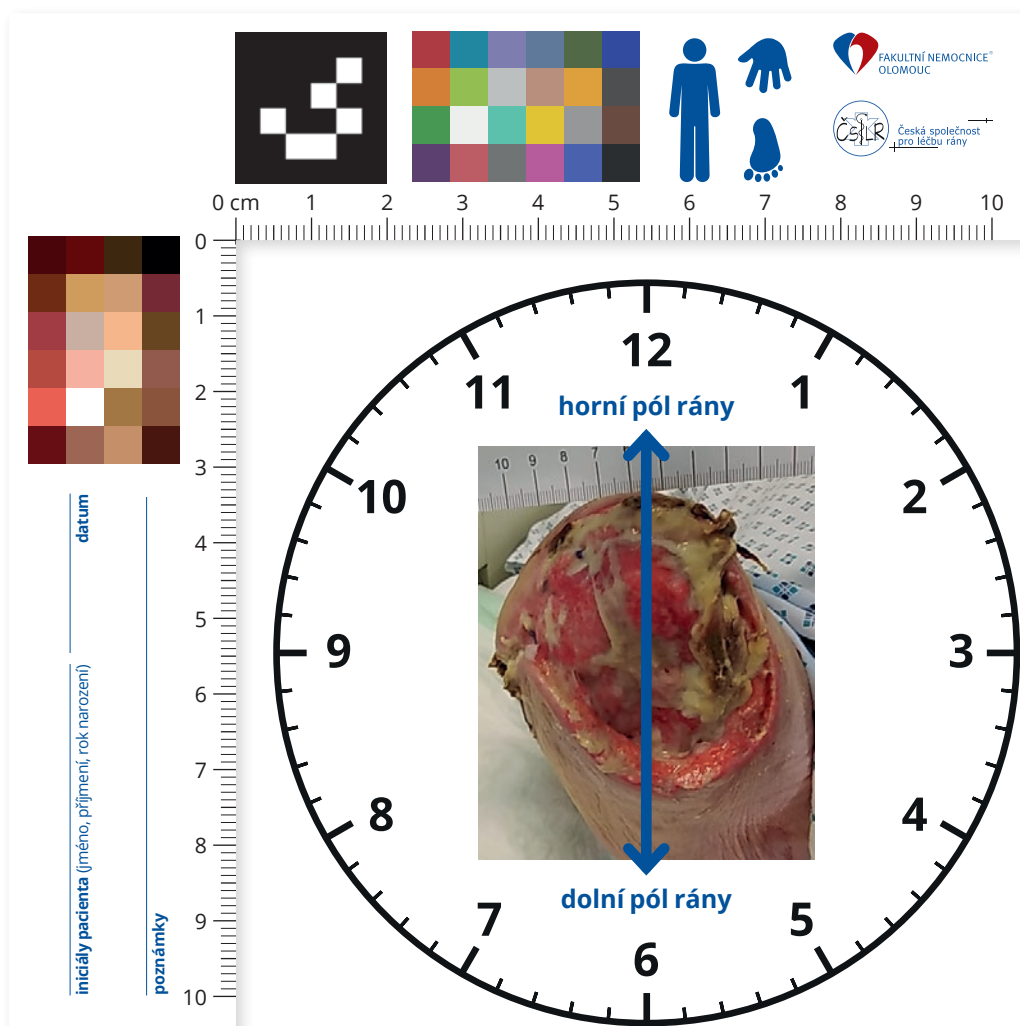 FAKULTNÍ NEMOCNICE®
OLOMOUC
ČSLR
Česká společnost
pro léčbu rány
0 cm 1 2 3 4 5 6 7 8 9 10
0
1
2
3
4
5
6
7
8
9
10
datum
iniciály pacienta (jméno, příjmení, rok narození)
poznámky
12
11
1
horní pól rány
10 9 8 7
10
2
9
3
8
4
7
5
dolní pól rány
6